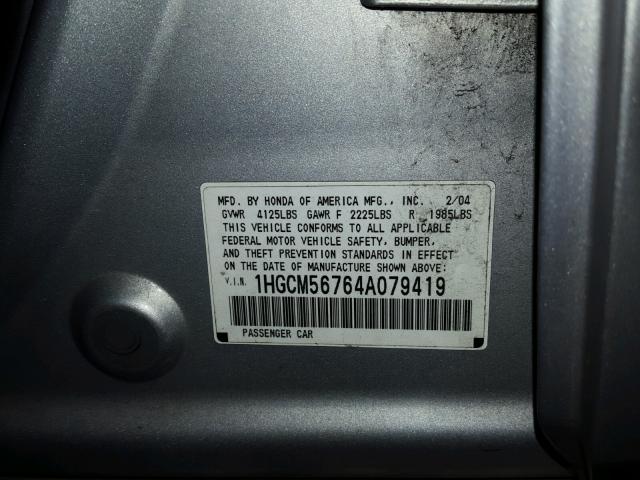 MFD. BY HONDA OF AMERICA MFG., INC. 2/04
GVWR 4125LBS GAWR F 2225LBS R 1985LBS
THIS VEHICLE CONFORMS TO ALL APPLICABLE
FEDERAL MOTOR VEHICLE SAFETY, BUMPER,
AND THEFT PREVENTION STANDARDS IN EFFECT
ON THE DATE OF MANUFACTURE SHOWN ABOVE:
V.I.N. 1HGCM56764A079419
PASSENGER CAR